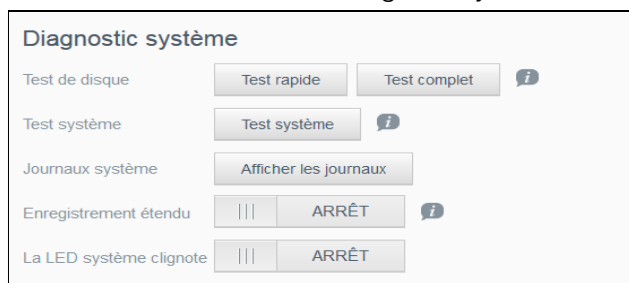 Diagnostic système
Test de disque Test rapide Test complet i
Test système Test système i
Journaux système Afficher les journaux
Enregistrement étendu ARRÊT i
La LED système clignote ARRÊT